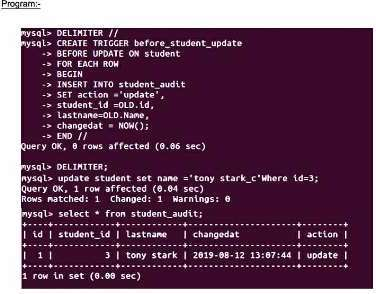 Program:-
mysql> DELIMITER //
mysql> CREATE TRIGGER before_student_update
    -> BEFORE UPDATE ON student
    -> FOR EACH ROW
    -> BEGIN
    -> INSERT INTO student_audit
    -> SET action ='update',
    -> student_id =OLD.id,
    -> lastname=OLD.Name,
    -> changedat = NOW();
    -> END //
Query OK, 0 rows affected (0.06 sec)
mysql> DELIMITER;
mysql> update student set name ='tony stark_c'Where id=3;
Query OK, 1 row affected (0.04 sec)
Rows matched: 1  Changed: 1  Warnings: 0
mysql> select * from student_audit;
+----+------------+------------+---------------------+--------+
| id | student_id | lastname   | changedat           | action |
+----+------------+------------+---------------------+--------+
|  1 |          3 | tony stark | 2019-08-12 13:07:44 | update |
+----+------------+------------+---------------------+--------+
1 row in set (0.00 sec)